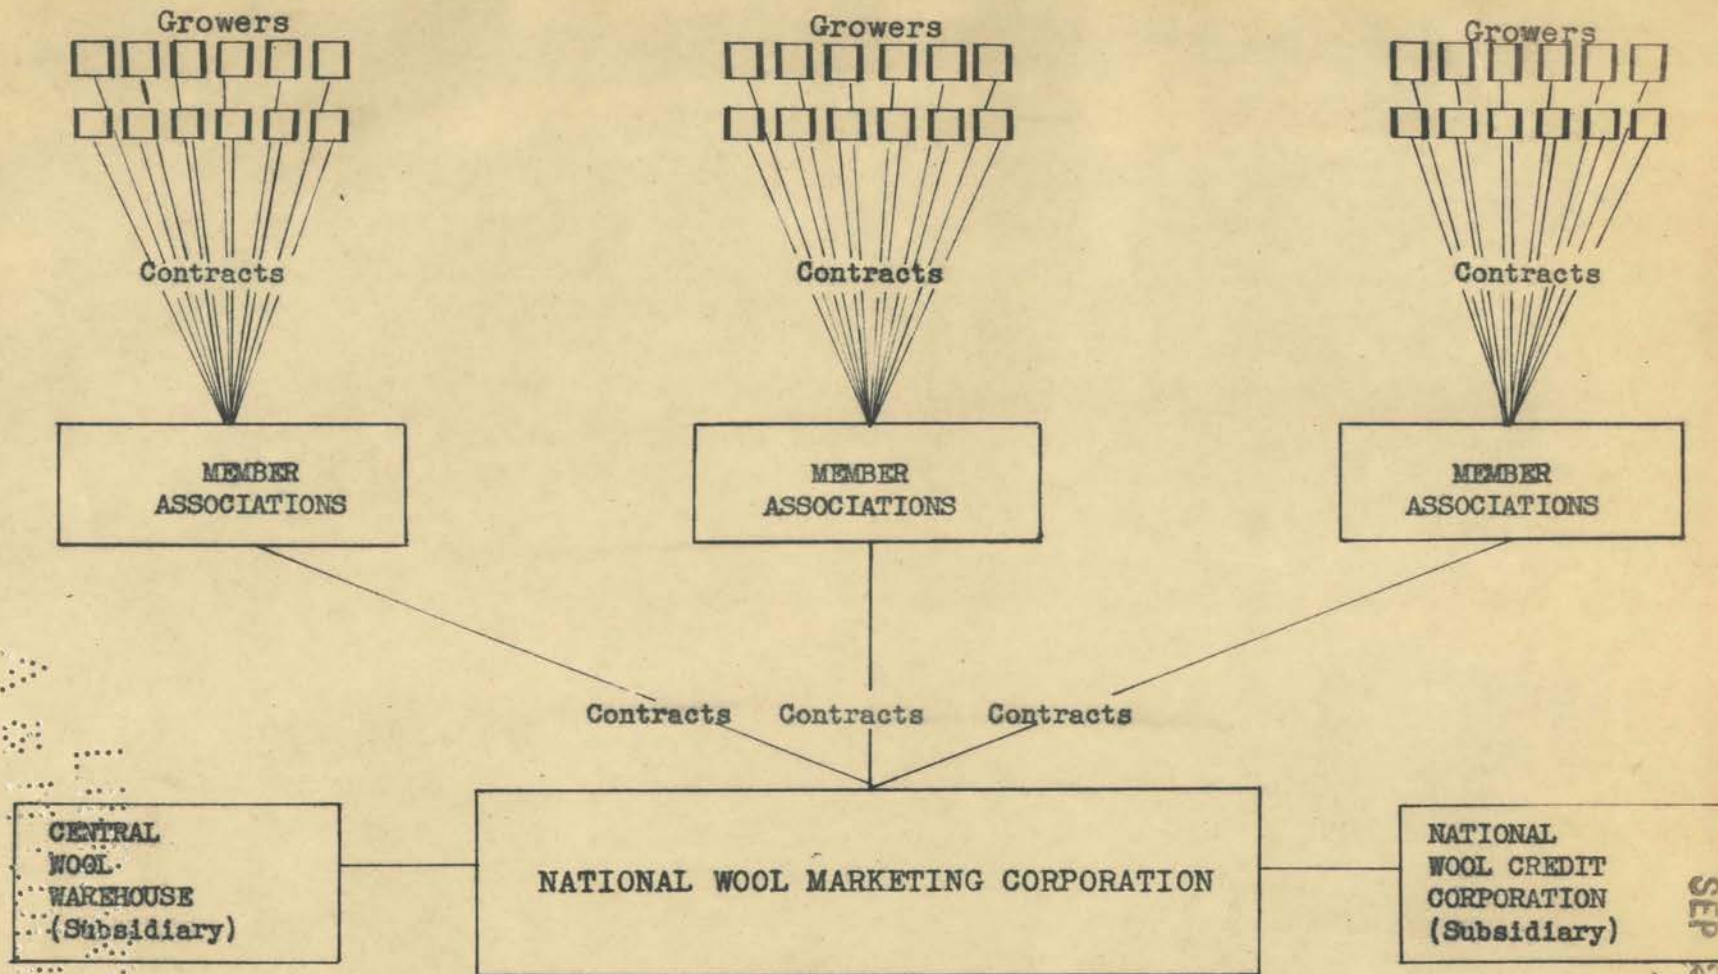 Growers
Growers
Growers
Contracts
Contracts
Contracts
MEMBER
ASSOCIATIONS
MEMBER
ASSOCIATIONS
MEMBER
ASSOCIATIONS
Contracts
Contracts
Contracts
CENTRAL
WOOL
WAREHOUSE
(Subsidiary)
NATIONAL WOOL MARKETING CORPORATION
NATIONAL
WOOL CREDIT
CORPORATION
(Subsidiary)
SEP